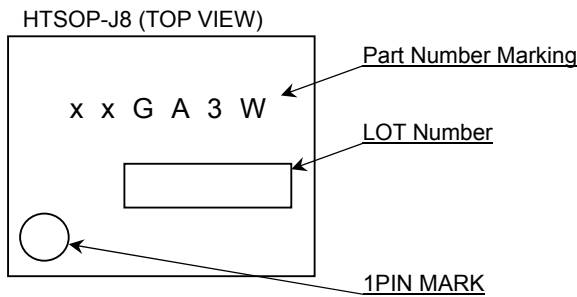 HTSOP-J8 (TOP VIEW)
Part Number Marking
x x G A 3 W
LOT Number
1PIN MARK